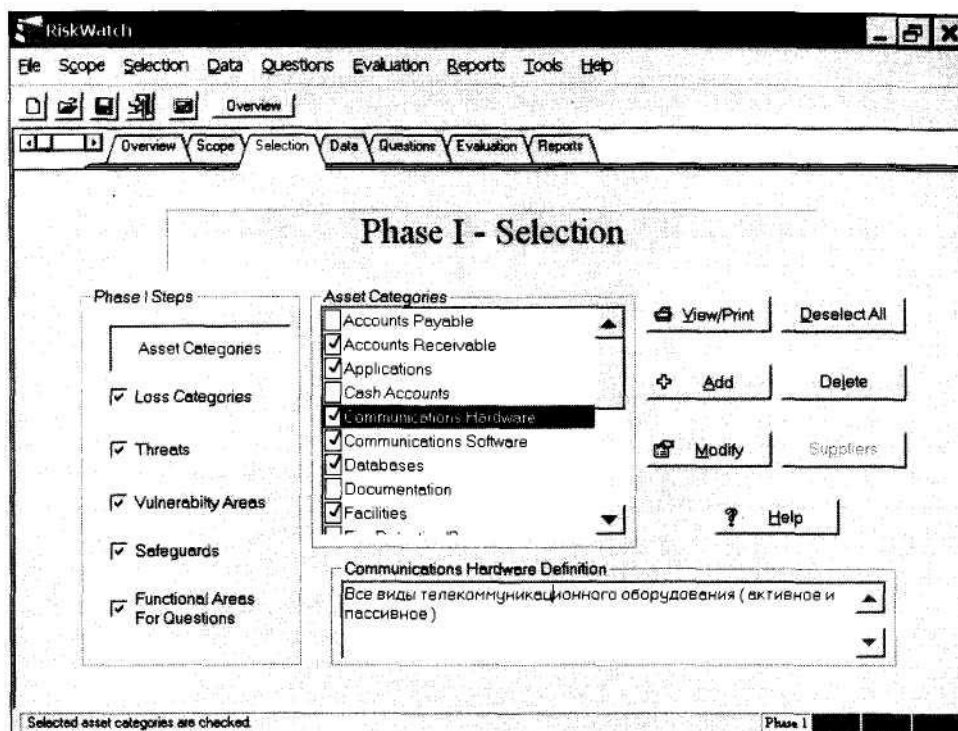 RiskWatch
File Scope Selection Data Questions Evaluation Reports Tools Help
Overview
Overview Scope Selection Data Questions Evaluation Reports
Phase I - Selection
Phase I Steps
Asset Categories
Loss Categories
Threats
Vulnerabilty Areas
Safeguards
Functional Areas
For Questions
Asset Categories
Accounts Payable
Accounts Receivable
Applications
Cash Accounts
Communications Hardware
Communications Software
Databases
Documentation
Facilities
View/Print
Deselect All
Add
Delete
Modify
Suppliers
? Help
Communications Hardware Definition
Все виды телекоммуникационного оборудования ( активное и
пассивное )
Selected asset categories are checked.
Phase 1